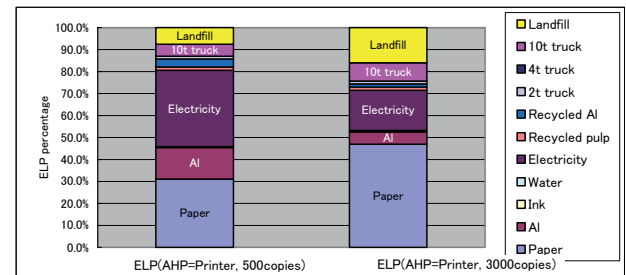 100.0%
90.0%
80.0%
70.0%
60.0%
50.0%
40.0%
30.0%
20.0%
10.0%
0.0%
ELP percentage
Landfill
10t truck
Electricity
Al
Paper
Landfill
10t truck
Electricity
Al
Paper
ELP(AHP=Printer, 500copies)
ELP(AHP=Printer, 3000copies)
Landfill
10t truck
4t truck
2t truck
Recycled Al
Recycled pulp
Electricity
Water
Ink
Al
Paper